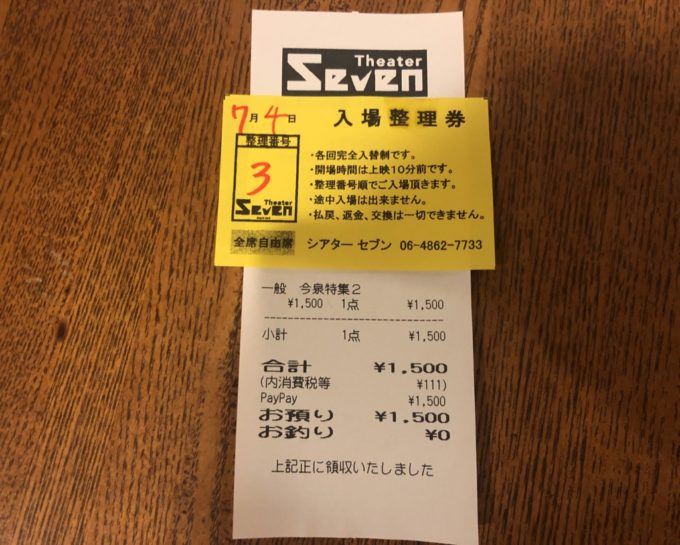 Theater
Seven
7月4日 入場整理券
整理番号
3
Theater
Seven
・各回完全入替制です。
・開場時間は上映10分前です。
・整理番号順でご入場頂きます。
・途中入場は出来ません。
・払戻、返金、交換は一切できません。
全席自由席 シアター セブン 06-4862-7733
一般 今泉特集2
¥1,500 1点 ¥1,500
小計 1点 ¥1,500
合計 ¥1,500
(内消費税等 ¥111)
PayPay ¥1,500
お預り ¥1,500
お釣り ¥0
上記正に領収いたしました